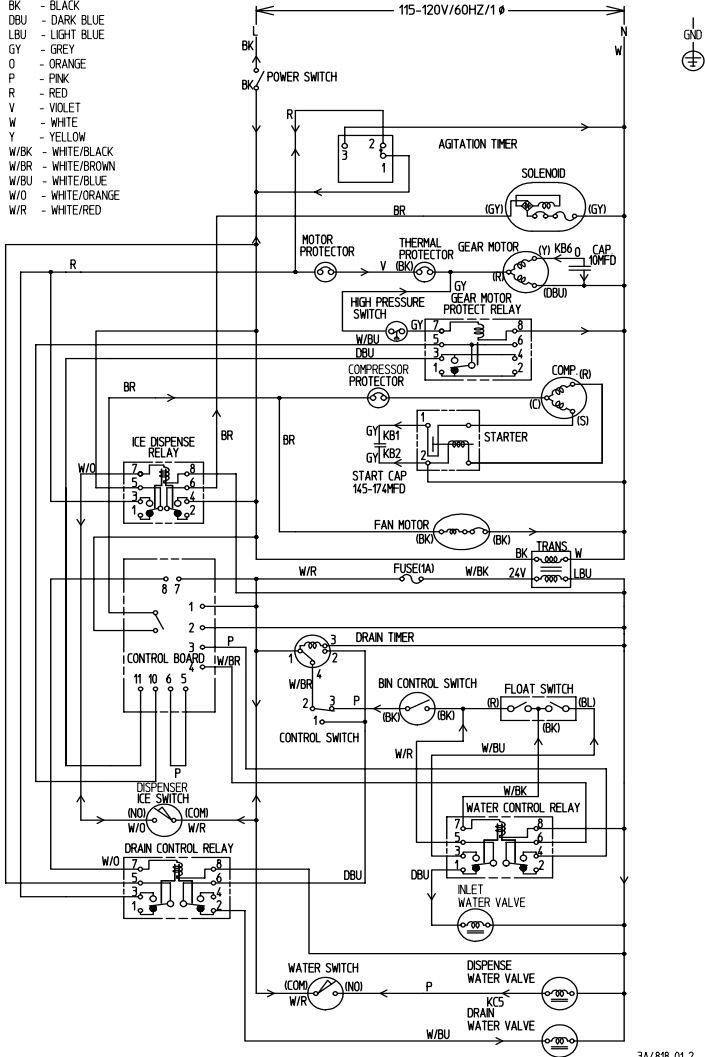 BK - BLACK
DBU - DARK BLUE
LBU - LIGHT BLUE
GY - GREY
O - ORANGE
P - PINK
R - RED
V - VIOLET
W - WHITE
Y - YELLOW
W/BK - WHITE/BLACK
W/BR - WHITE/BROWN
W/BU - WHITE/BLUE
W/O - WHITE/ORANGE
W/R - WHITE/RED
115-120V/60HZ/1 ø
L
N
GND
BK
W
BK
POWER SWITCH
R
3
2
1
AGITATION TIMER
SOLENOID
BR
(GY)
(GY)
R
MOTOR
PROTECTOR
V
(BK)
THERMAL
PROTECTOR
GEAR MOTOR
(Y)
KB6
O
CAP
10MFD
(R)
(DBU)
GY
HIGH PRESSURE
SWITCH
GY
GEAR MOTOR
PROTECT RELAY
7
8
5
6
3
4
1
2
W/BU
DBU
COMPRESSOR
PROTECTOR
BR
COMP.
(R)
(C)
(S)
GY
KB1
KB2
GY
1
2
STARTER
START CAP
145-174MFD
BR
BR
ICE DISPENSE
RELAY
W/O
7
8
5
6
3
4
1
2
FAN MOTOR
(BK)
(BK)
BK
TRANS
W
W/R
FUSE(1A)
W/BK
24V
LBU
8 7
1
2
3
4
CONTROL BOARD
11 10 6 5
P
W/BR
P
DRAIN TIMER
3
1
2
4
W/BR
2
3
P
1
CONTROL SWITCH
BIN CONTROL SWITCH
(BK)
(BK)
FLOAT SWITCH
(R)
(BL)
(BK)
W/R
W/BU
W/BK
WATER CONTROL RELAY
7
8
5
6
3
4
1
2
DBU
INLET
WATER VALVE
DISPENSER
ICE SWITCH
(NO)
(COM)
W/O
W/R
DRAIN CONTROL RELAY
W/O
7
8
5
6
3
4
1
2
DBU
WATER SWITCH
(COM)
(NO)
W/R
P
DISPENSE
WATER VALVE
KC5
DRAIN
WATER VALVE
W/BU
3A4818 01 2